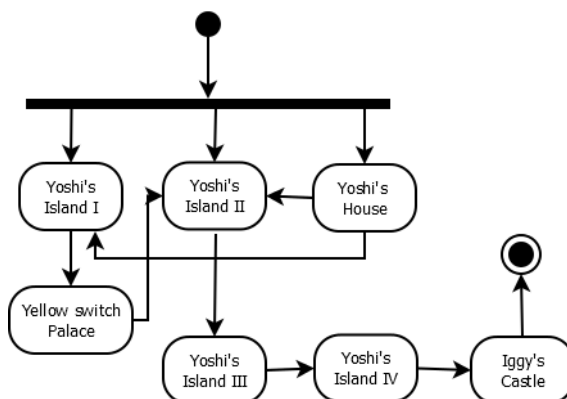 Yoshi's
Island I
Yoshi's
Island II
Yoshi's
House
Yellow switch
Palace
Yoshi's
Island III
Yoshi's
Island IV
Iggy's
Castle